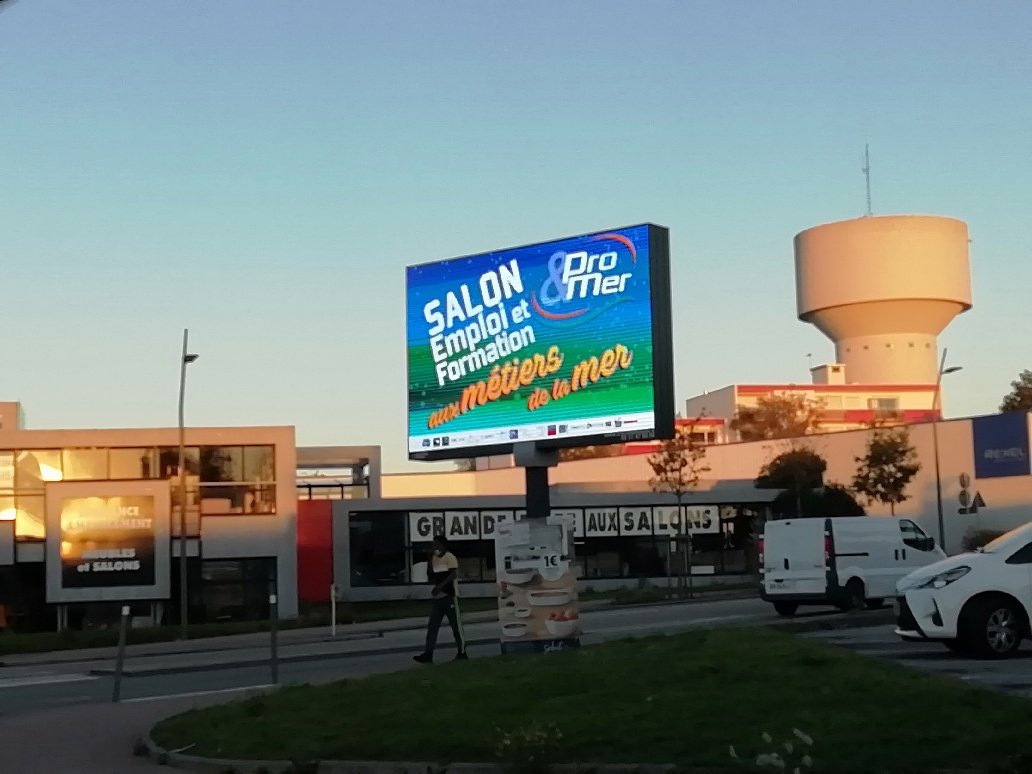 SALON
Emploi et
Formation
& Pro
Mer
aux métiers
de la mer
REXEL
GRANDE AUX SALONS
MEUBLES
et SALONS
1€